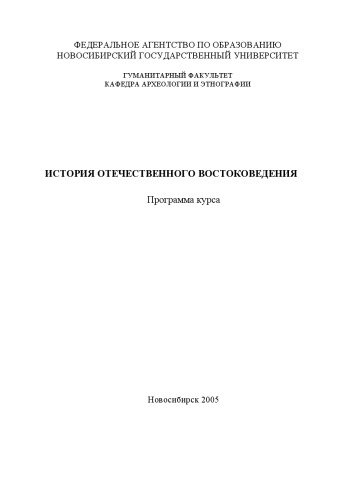 ФЕДЕРАЛЬНОЕ АГЕНТСТВО ПО ОБРАЗОВАНИЮ
НОВОСИБИРСКИЙ ГОСУДАРСТВЕННЫЙ УНИВЕРСИТЕТ
ГУМАНИТАРНЫЙ ФАКУЛЬТЕТ
КАФЕДРА АРХЕОЛОГИИ И ЭТНОГРАФИИ
ИСТОРИЯ ОТЕЧЕСТВЕННОГО ВОСТОКОВЕДЕНИЯ
Программа курса
Новосибирск 2005